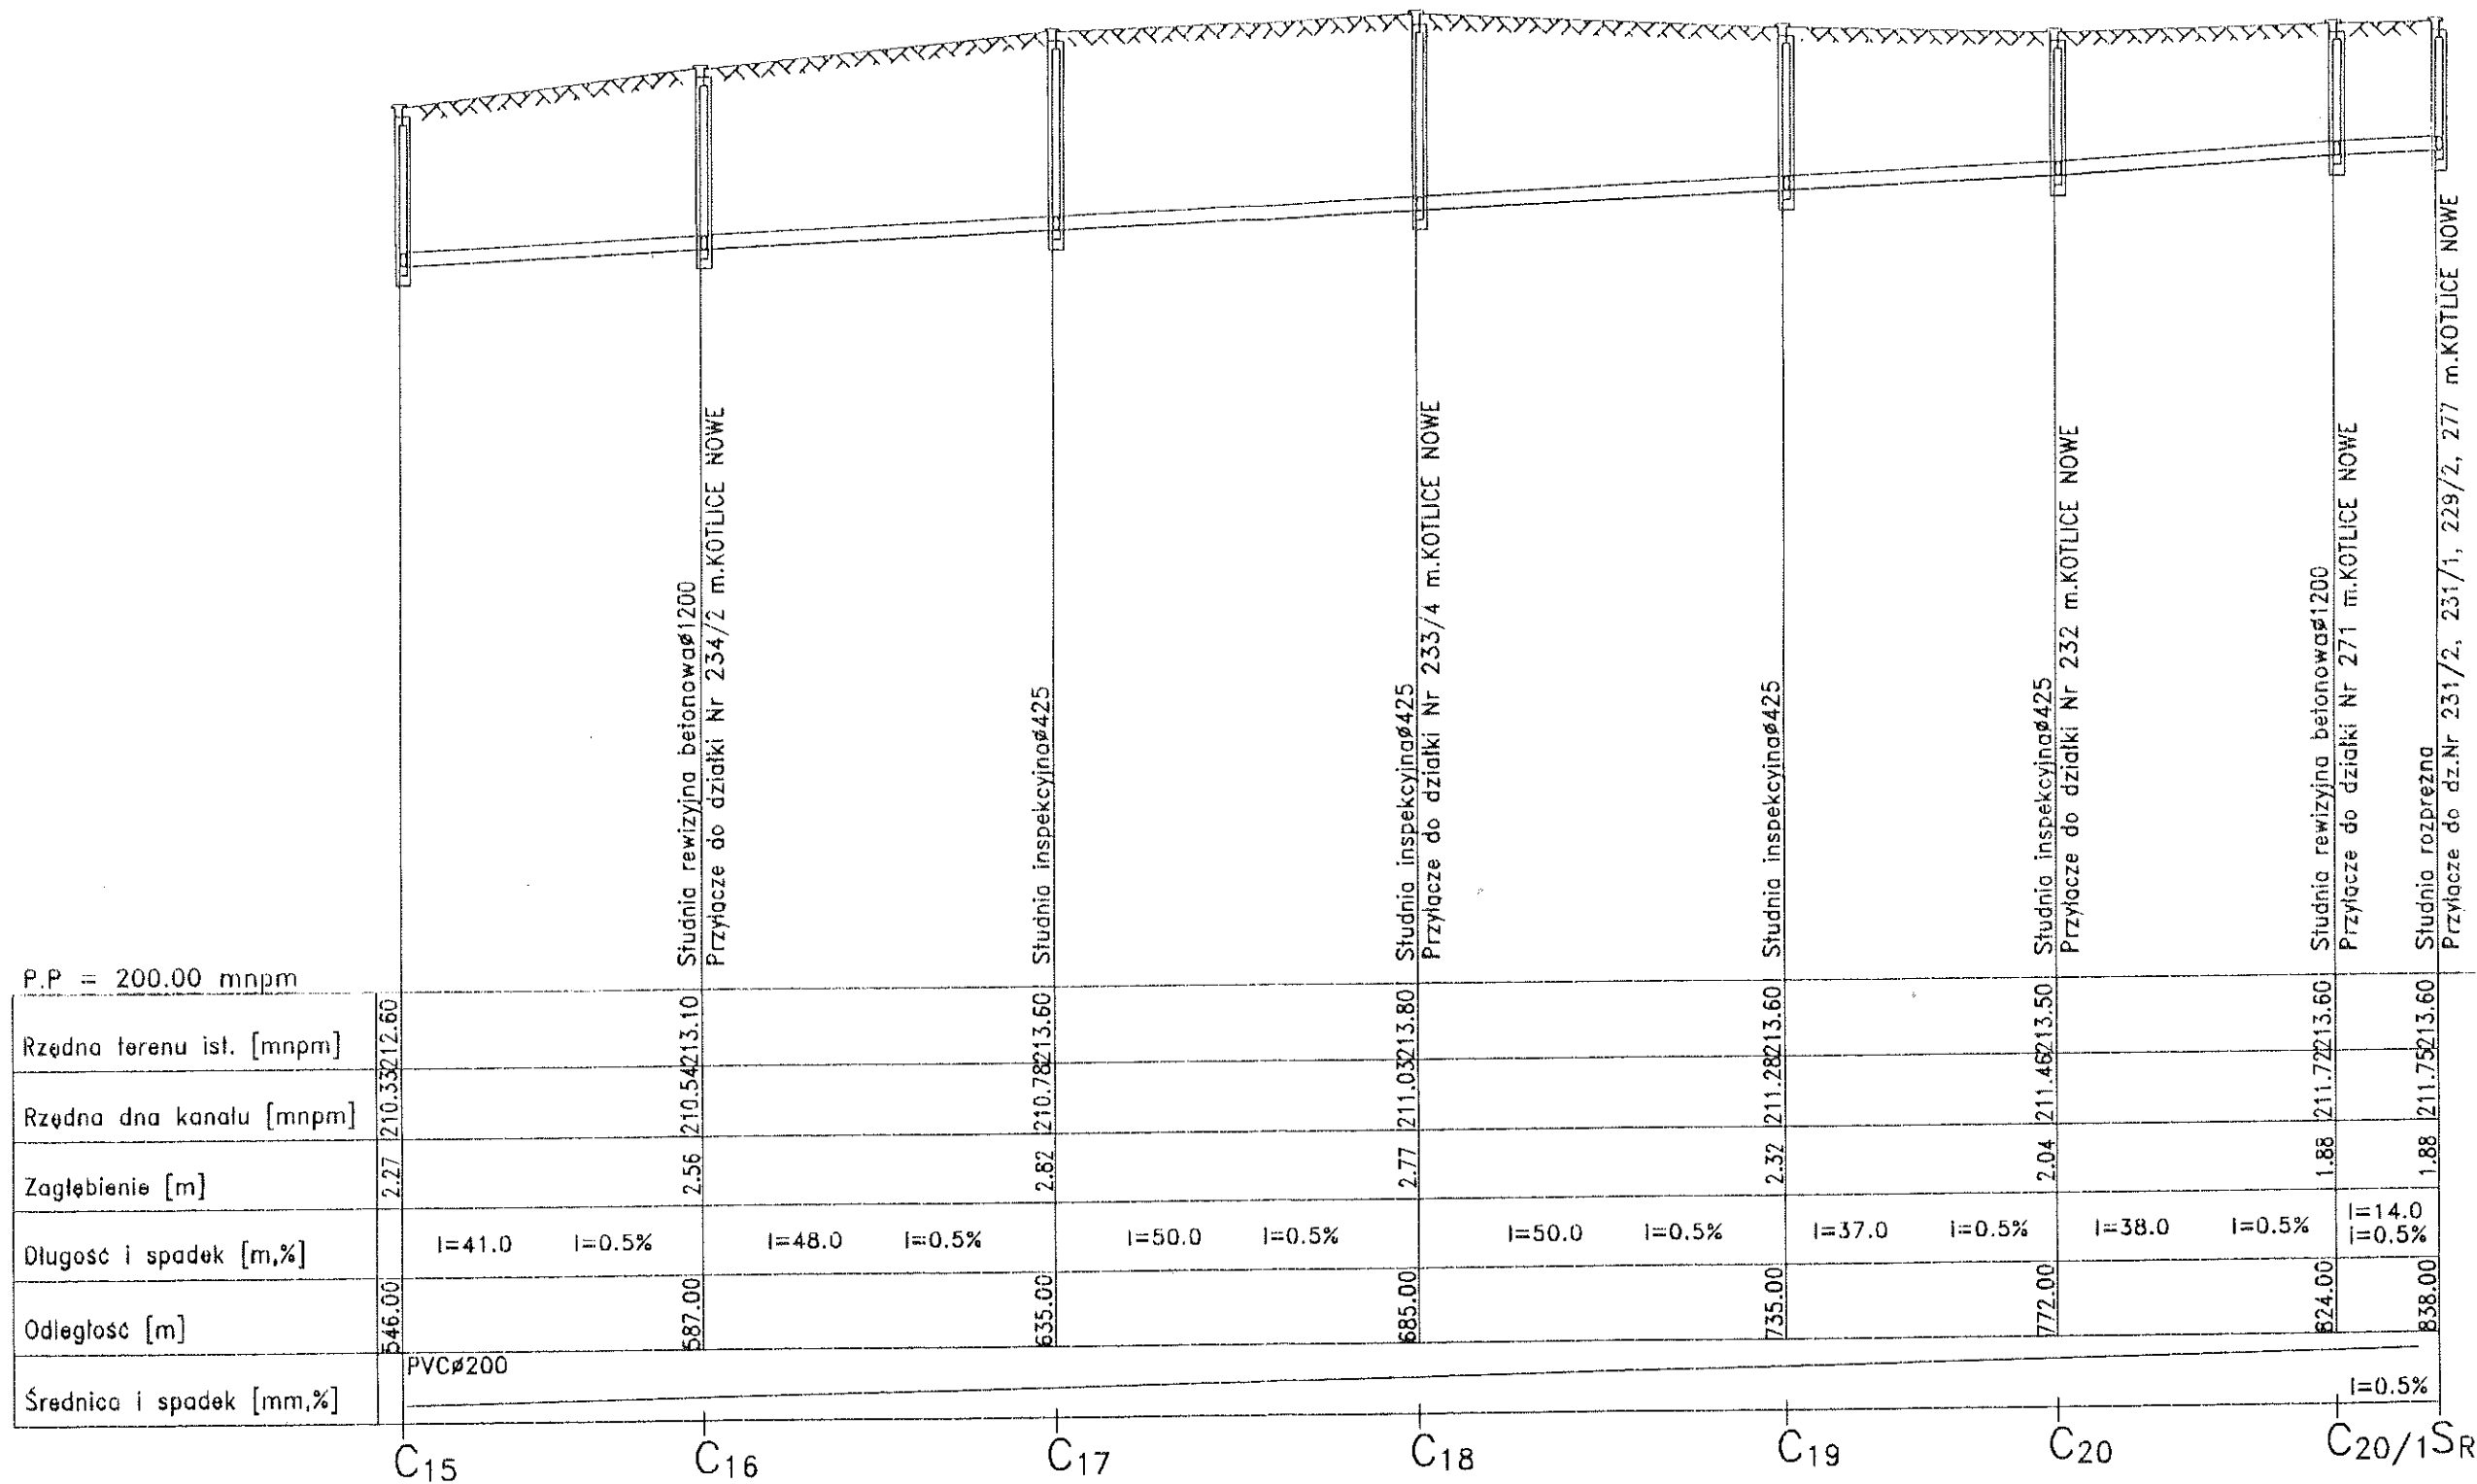 Studnia rewizyjna betonowaø1200
Przyłącze do działki Nr 234/2 m.KOTLICE NOWE
Studnia inspekcyjnaø425
Studnia inspekcyjnaø425
Przyłącze do działki Nr 233/4 m.KOTLICE NOWE
Studnia inspekcyjnaø425
Studnia inspekcyjnaø425
Przyłącze do działki Nr 232 m.KOTLICE NOWE
Studnia rewizyjna betonowaø1200
Przyłącze do działki Nr 271 m.KOTLICE NOWE
Studnia rozprężna
Przyłącze do dz.Nr 231/2, 231/1, 229/2, 277 m.KOTLICE NOWE
P.P = 200.00 mnpm
Rzędna terenu ist. [mnpm] 212.60 213.10 213.60 213.80 213.60 213.50 213.60 213.60
Rzędna dna kanału [mnpm] 210.33 210.54 210.78 211.03 211.28 211.46 211.72 211.75
Zagłębienie [m] 2.27 2.56 2.82 2.77 2.32 2.04 1.88 1.88
Długość i spadek [m,%] l=41.0 i=0.5% l=48.0 i=0.5% l=50.0 i=0.5% l=50.0 i=0.5% l=37.0 i=0.5% l=38.0 i=0.5% l=14.0
i=0.5%
Odległość [m] 546.00 587.00 635.00 685.00 735.00 772.00 824.00 838.00
PVCø200
Średnica i spadek [mm,%] i=0.5%
C15 C16 C17 C18 C19 C20 C20/1 SR